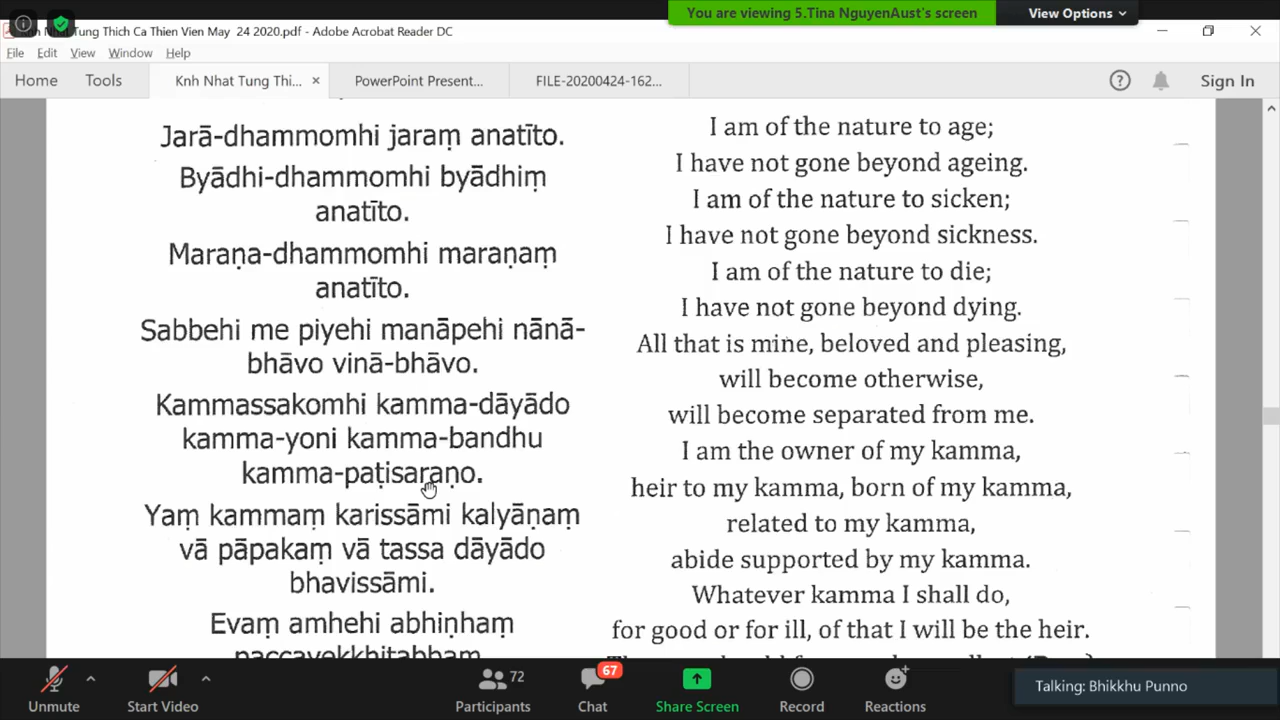 You are viewing 5.Tina NguyenAust's screen
View Options
nh Nhat Tung Thich Ca Thien Vien May 24 2020.pdf - Adobe Acrobat Reader DC
File Edit View Window Help
Home Tools Knh Nhat Tung Thi... PowerPoint Present... FILE-20200424-162... Sign In
Jarā-dhammomhi jaraṃ anatīto.
Byādhi-dhammomhi byādhiṃ
anatīto.
Maraṇa-dhammomhi maraṇaṃ
anatīto.
Sabbehi me piyehi manāpehi nānā-
bhāvo vinā-bhāvo.
Kammassakomhi kamma-dāyādo
kamma-yoni kamma-bandhu
kamma-paṭisaraṇo.
Yaṃ kammaṃ karissāmi kalyāṇaṃ
vā pāpakaṃ vā tassa dāyādo
bhavissāmi.
Evaṃ amhehi abhiṇhaṃ
I am of the nature to age;
I have not gone beyond ageing.
I am of the nature to sicken;
I have not gone beyond sickness.
I am of the nature to die;
I have not gone beyond dying.
All that is mine, beloved and pleasing,
will become otherwise,
will become separated from me.
I am the owner of my kamma,
heir to my kamma, born of my kamma,
related to my kamma,
abide supported by my kamma.
Whatever kamma I shall do,
for good or for ill, of that I will be the heir.
Unmute
Start Video
72
Participants
67
Chat
Share Screen
Record
Reactions
Talking: Bhikkhu Punno